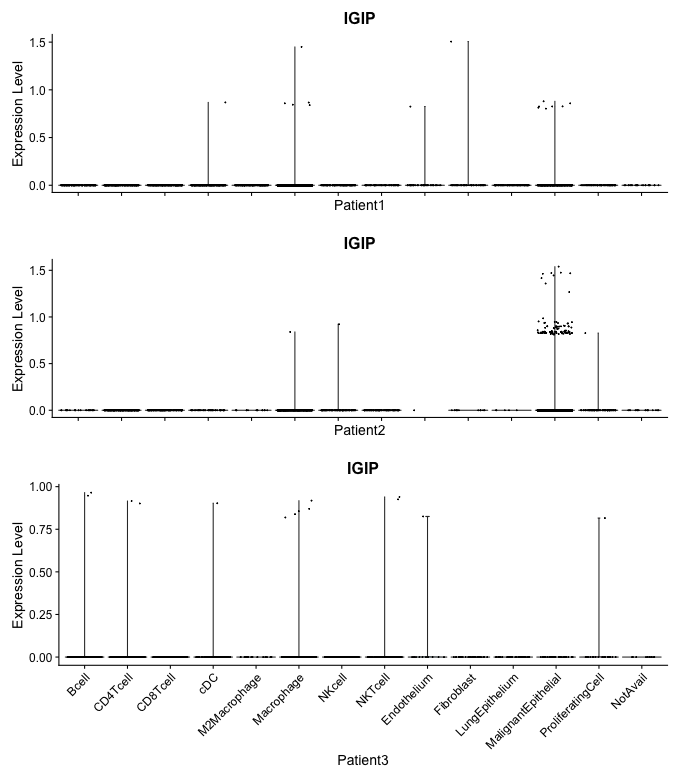 IGIP
Expression Level
1.5
1.0
0.5
0.0
Patient1
IGIP
Expression Level
1.5
1.0
0.5
0.0
Patient2
IGIP
Expression Level
1.00
0.75
0.50
0.25
0.00
Bcell
CD4Tcell
CD8Tcell
cDC
M2Macrophage
Macrophage
NKcell
NKTcell
Endothelium
Fibroblast
LungEpithelium
MalignantEpithelial
ProliferatingCell
NotAvail
Patient3